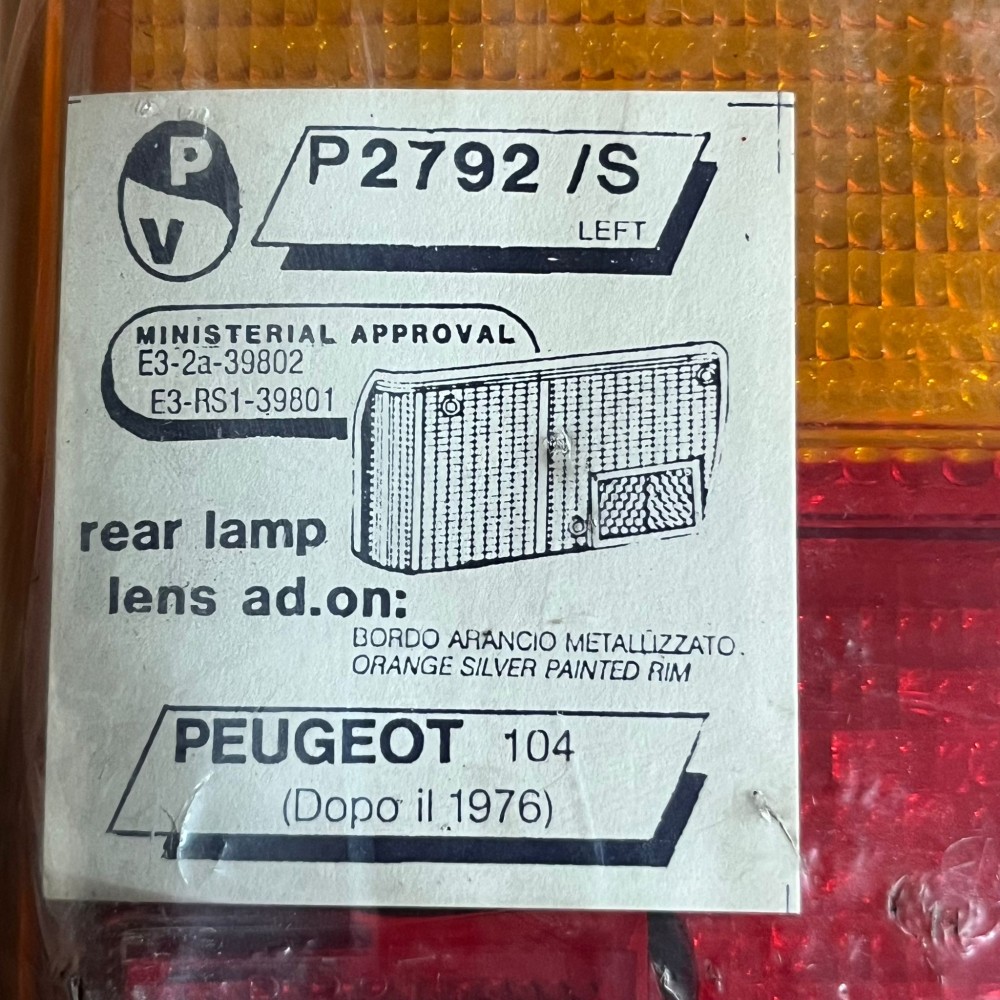 P
V
P2792 /S
LEFT
MINISTERIAL APPROVAL
E3-2a-39802
E3-RS1-39801
rear lamp
lens ad.on:
BORDO ARANCIO METALLIZZATO.
ORANGE SILVER PAINTED RIM
PEUGEOT 104
(Dopo il 1976)